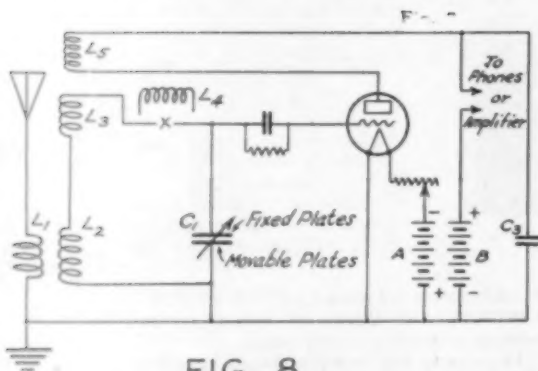 L5
L3
L4
X
To
Phones
or
Amplifier
L1
L2
C1
Fixed Plates
Movable Plates
-
A
+
+
B
-
C3
FIG. 8